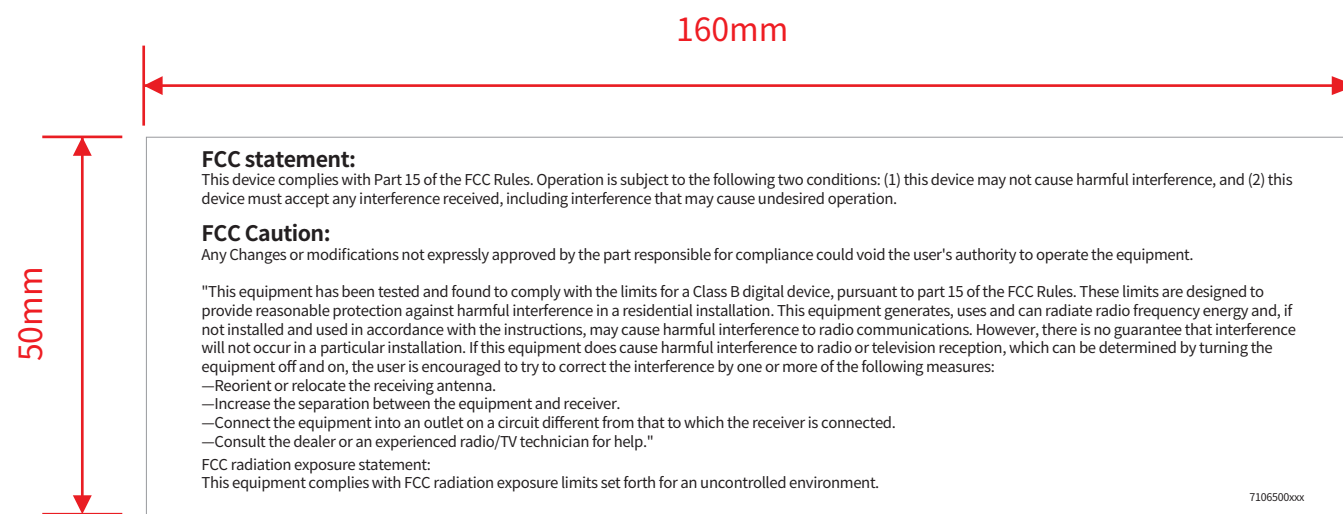 160mm
50mm
FCC statement:
This device complies with Part 15 of the FCC Rules. Operation is subject to the following two conditions: (1) this device may not cause harmful interference, and (2) this
device must accept any interference received, including interference that may cause undesired operation.
FCC Caution:
Any Changes or modifications not expressly approved by the part responsible for compliance could void the user's authority to operate the equipment.
"This equipment has been tested and found to comply with the limits for a Class B digital device, pursuant to part 15 of the FCC Rules. These limits are designed to
provide reasonable protection against harmful interference in a residential installation. This equipment generates, uses and can radiate radio frequency energy and, if
not installed and used in accordance with the instructions, may cause harmful interference to radio communications. However, there is no guarantee that interference
will not occur in a particular installation. If this equipment does cause harmful interference to radio or television reception, which can be determined by turning the
equipment off and on, the user is encouraged to try to correct the interference by one or more of the following measures:
—Reorient or relocate the receiving antenna.
—Increase the separation between the equipment and receiver.
—Connect the equipment into an outlet on a circuit different from that to which the receiver is connected.
—Consult the dealer or an experienced radio/TV technician for help."
FCC radiation exposure statement:
This equipment complies with FCC radiation exposure limits set forth for an uncontrolled environment.
7106500xxx